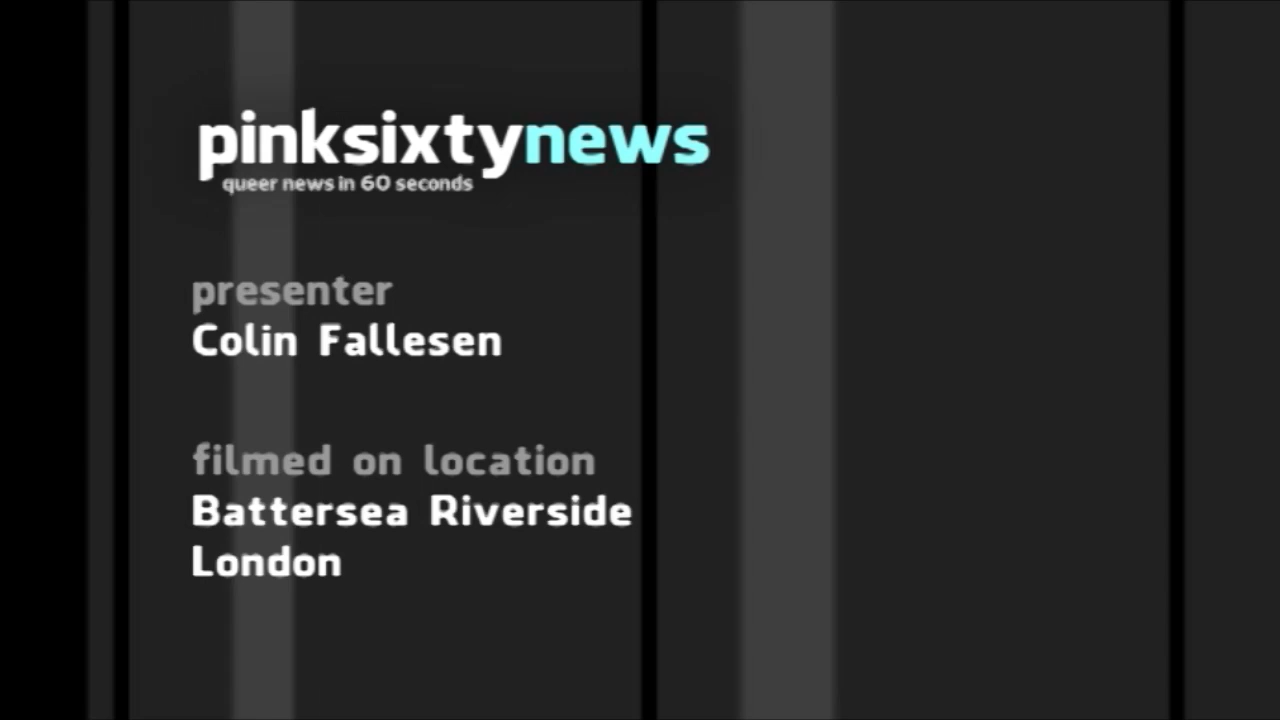 pinksixtynews
queer news in 60 seconds
presenter
Colin Fallesen
filmed on location
Battersea Riverside
London